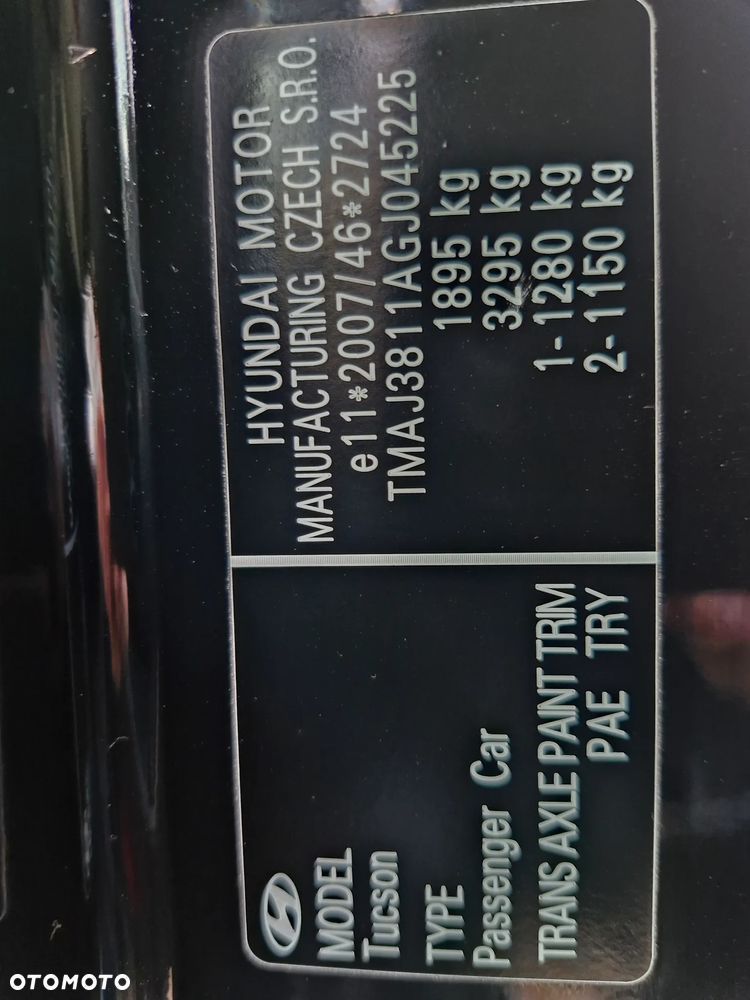 HYUNDAI MOTOR
MANUFACTURING CZECH S.R.O.
e11*2007/46*2724
TMAJ3811AGJ045225
1895 kg
3295 kg
1- 1280 kg
2- 1150 kg
MODEL
Tucson
TYPE
Passenger Car
TRANS AXLE PAINT TRIM
PAE TRY
OTOMOTO